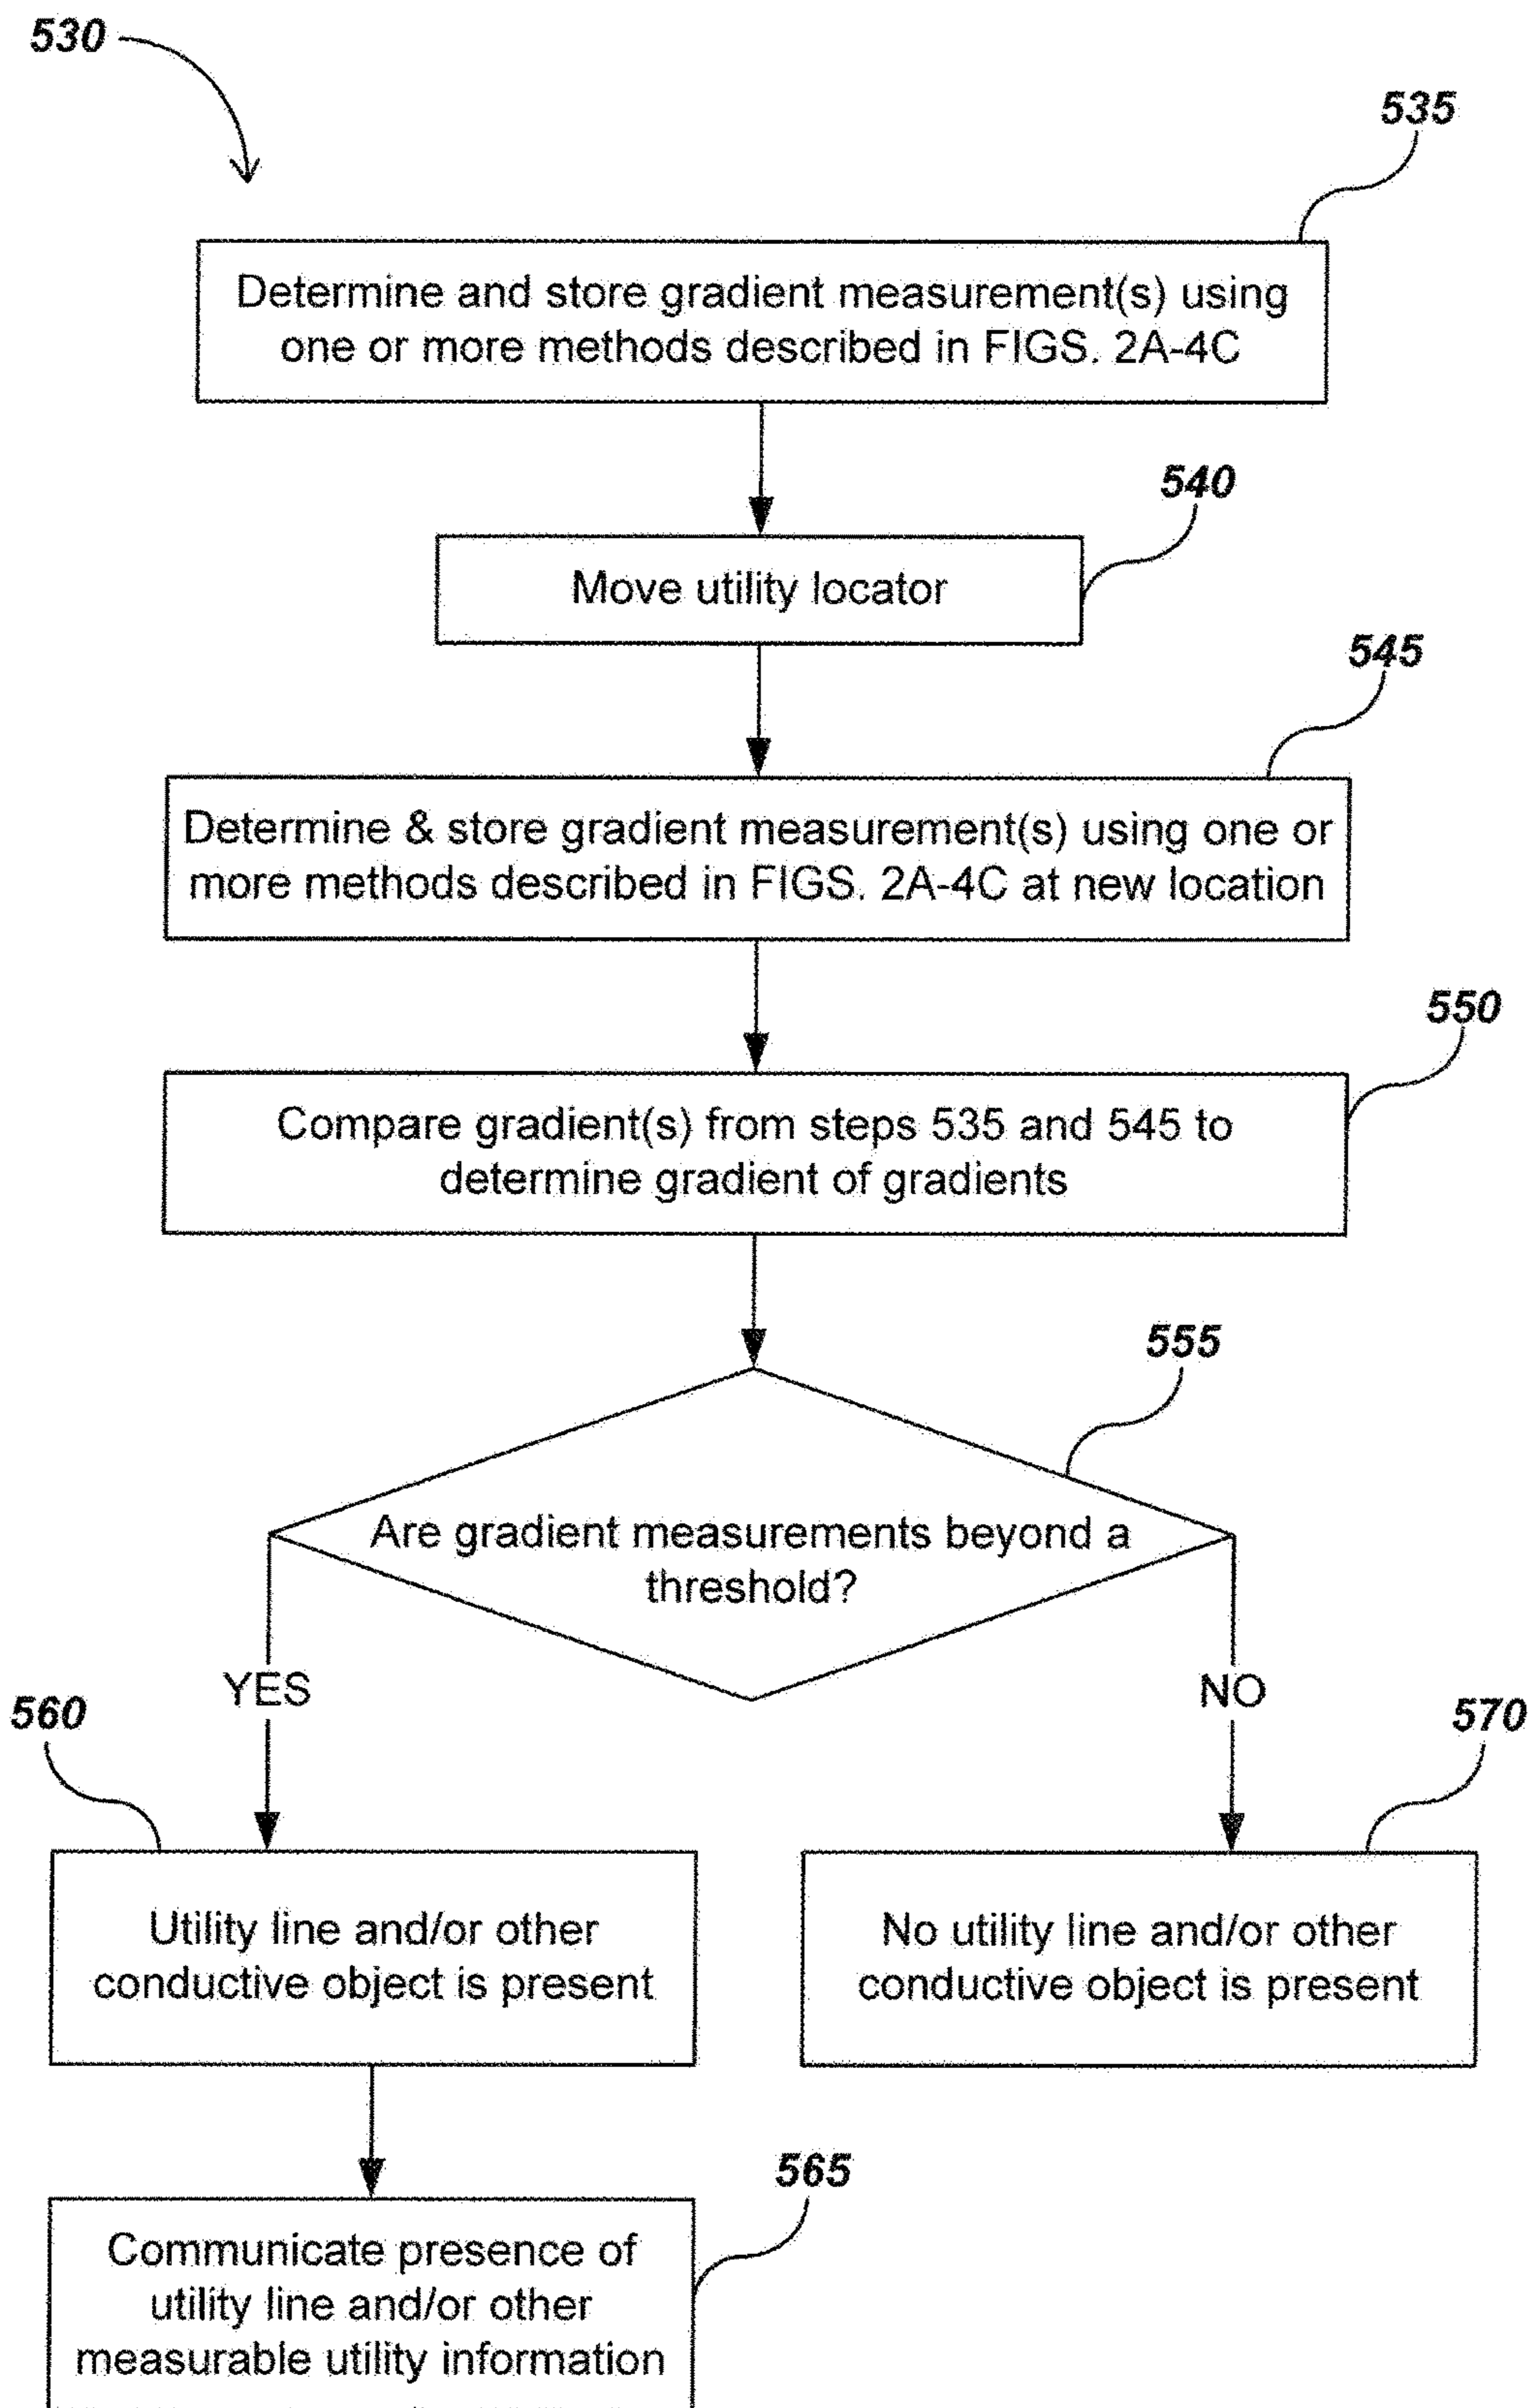 530
535
Determine and store gradient measurement(s) using
one or more methods described in FIGS. 2A-4C
540
Move utility locator
545
Determine & store gradient measurement(s) using one or
more methods described in FIGS. 2A-4C at new location
550
Compare gradient(s) from steps 535 and 545 to
determine gradient of gradients
555
Are gradient measurements beyond a
threshold?
YES
NO
560
570
Utility line and/or other
conductive object is present
No utility line and/or other
conductive object is present
565
Communicate presence of
utility line and/or other
measurable utility information